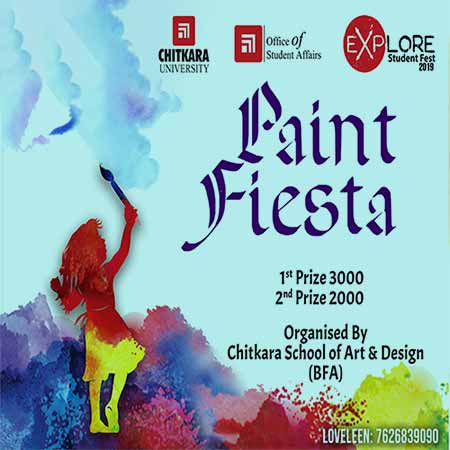 CHITKARA
UNIVERSITY
Office of
Student Affairs
EXPLORE
Student Fest
2019
Paint
Fiesta
1st Prize 3000
2nd Prize 2000
Organised By
Chitkara School of Art & Design
(BFA)
LOVELEEN: 7626839090